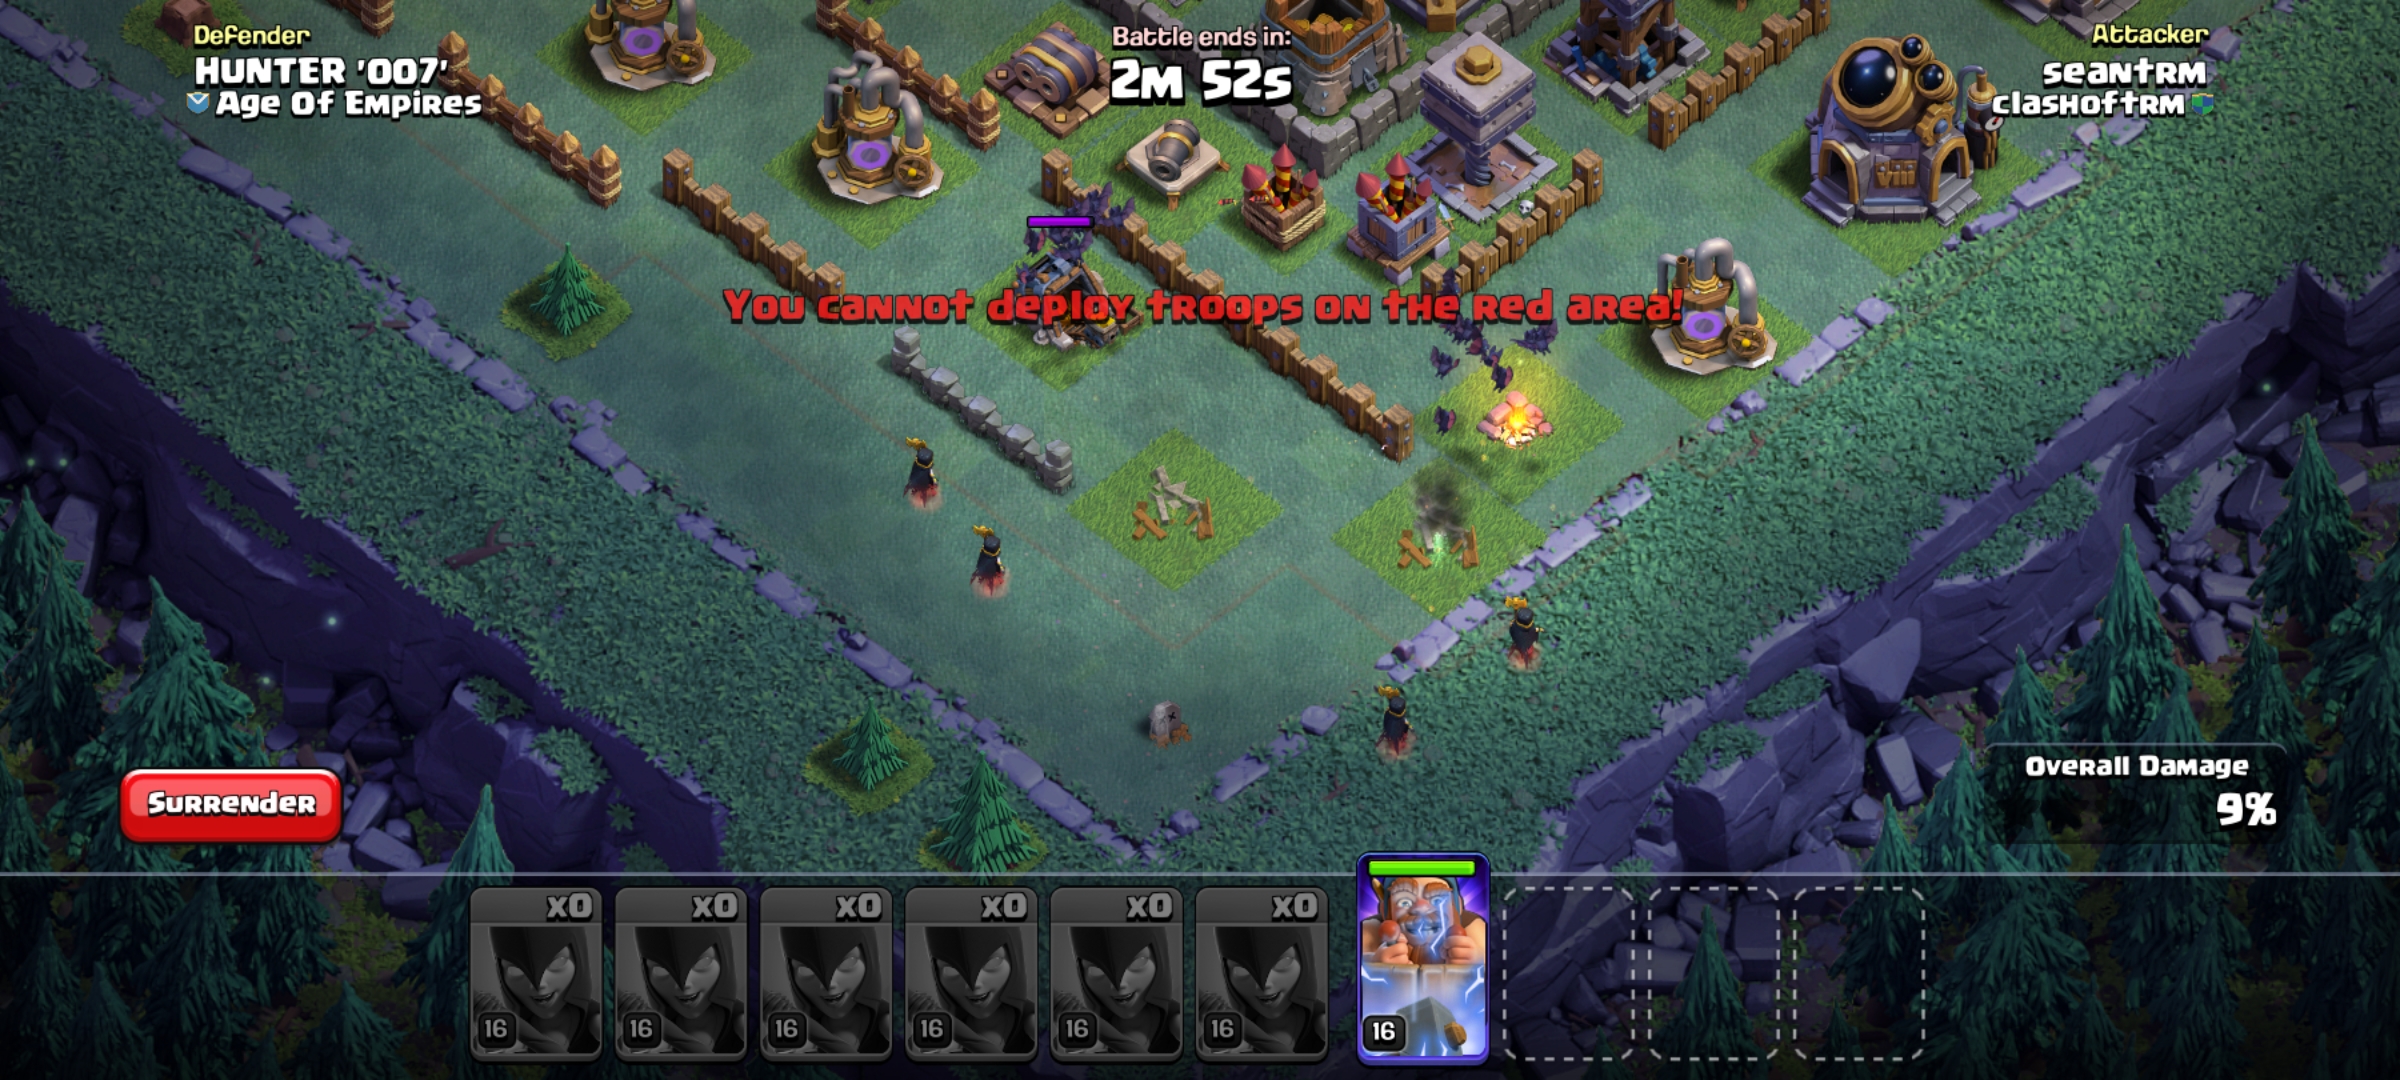 Defender
HUNTER '007'
Age Of Empires
Battle ends in:
2M 52s
Attacker
seantRM
clashoftRM
VIII
You cannot deploy troops on the red area!
Surrender
Overall Damage
9%
x0 x0 x0 x0 x0 x0
16 16 16 16 16 16 16